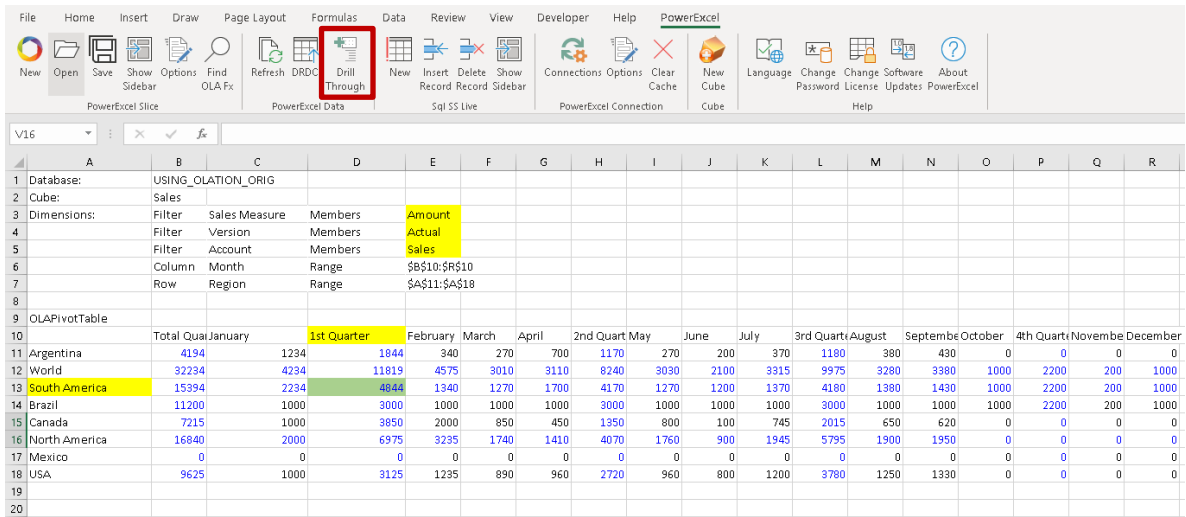 File Home Insert Draw Page Layout Formulas Data Review View Developer Help PowerExcel
New Open Save Show Options Find Refresh DRDC Drill New Insert Delete Show Connections Options Clear New Language Change Change Software About
Sidebar OLA Fx Through Record Record Sidebar Cache Cube Password License Updates PowerExcel
PowerExcel Slice PowerExcel Data Sql SS Live PowerExcel Connection Cube Help
V16 fx
A B C D E F G H I J K L M N O P Q R
1 Database: USING_OLATION_ORIG
2 Cube: Sales
3 Dimensions: Filter Sales Measure Members Amount
4 Filter Version Members Actual
5 Filter Account Members Sales
6 Column Month Range $B$10:$R$10
7 Row Region Range $A$11:$A$18
8
9 OLAPivotTable
10 Total Quar January 1st Quarter February March April 2nd Quart May June July 3rd Quarte August Septembe October 4th Quarte Novembe December
11 Argentina 4194 1234 1844 340 270 700 1170 270 200 370 1180 380 430 0 0 0 0
12 World 32234 4234 11819 4575 3010 3110 8240 3030 2100 3315 9975 3280 3380 1000 2200 200 1000
13 South America 15394 2234 4844 1340 1270 1700 4170 1270 1200 1370 4180 1380 1430 1000 2200 200 1000
14 Brazil 11200 1000 3000 1000 1000 1000 3000 1000 1000 1000 3000 1000 1000 1000 2200 200 1000
15 Canada 7215 1000 3850 2000 850 450 1350 800 100 745 2015 650 620 0 0 0 0
16 North America 16840 2000 6975 3235 1740 1410 4070 1760 900 1945 5795 1900 1950 0 0 0 0
17 Mexico 0 0 0 0 0 0 0 0 0 0 0 0 0 0 0 0 0
18 USA 9625 1000 3125 1235 890 960 2720 960 800 1200 3780 1250 1330 0 0 0 0
19
20